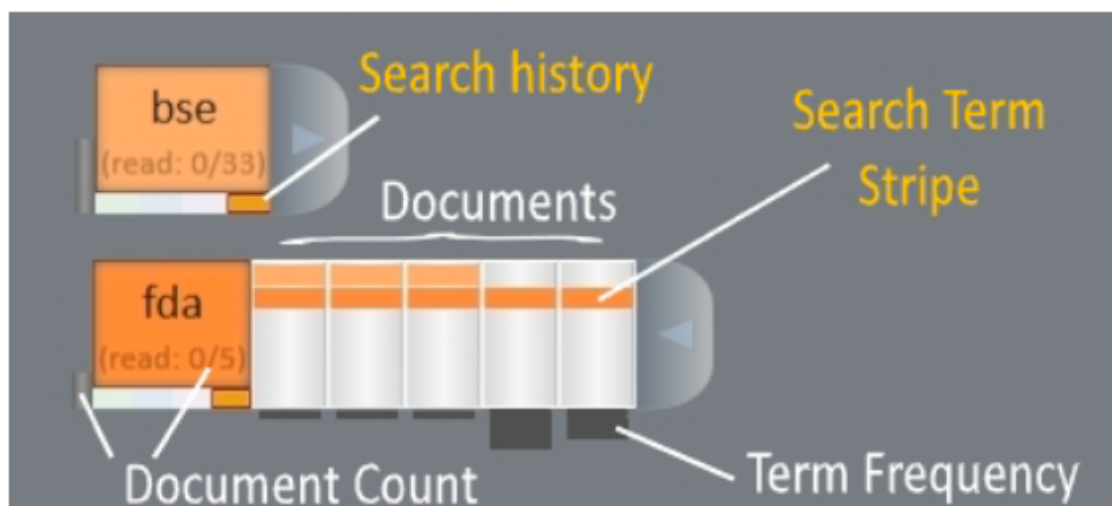 Search history
bse
(read: 0/33)
Search Term
Stripe
Documents
fda
(read: 0/5)
Document Count
Term Frequency